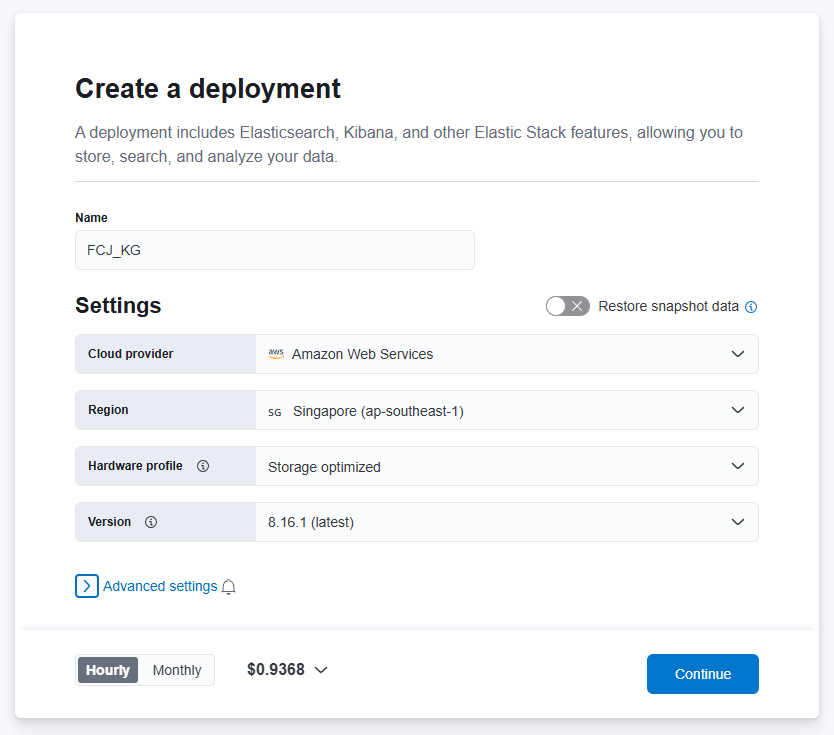 Create a deployment
A deployment includes Elasticsearch, Kibana, and other Elastic Stack features, allowing you to
store, search, and analyze your data.
Name
FCJ_KG
Settings
Restore snapshot data
Cloud provider
aws Amazon Web Services
Region
SG Singapore (ap-southeast-1)
Hardware profile
Storage optimized
Version
8.16.1 (latest)
Advanced settings
Hourly Monthly $0.9368
Continue